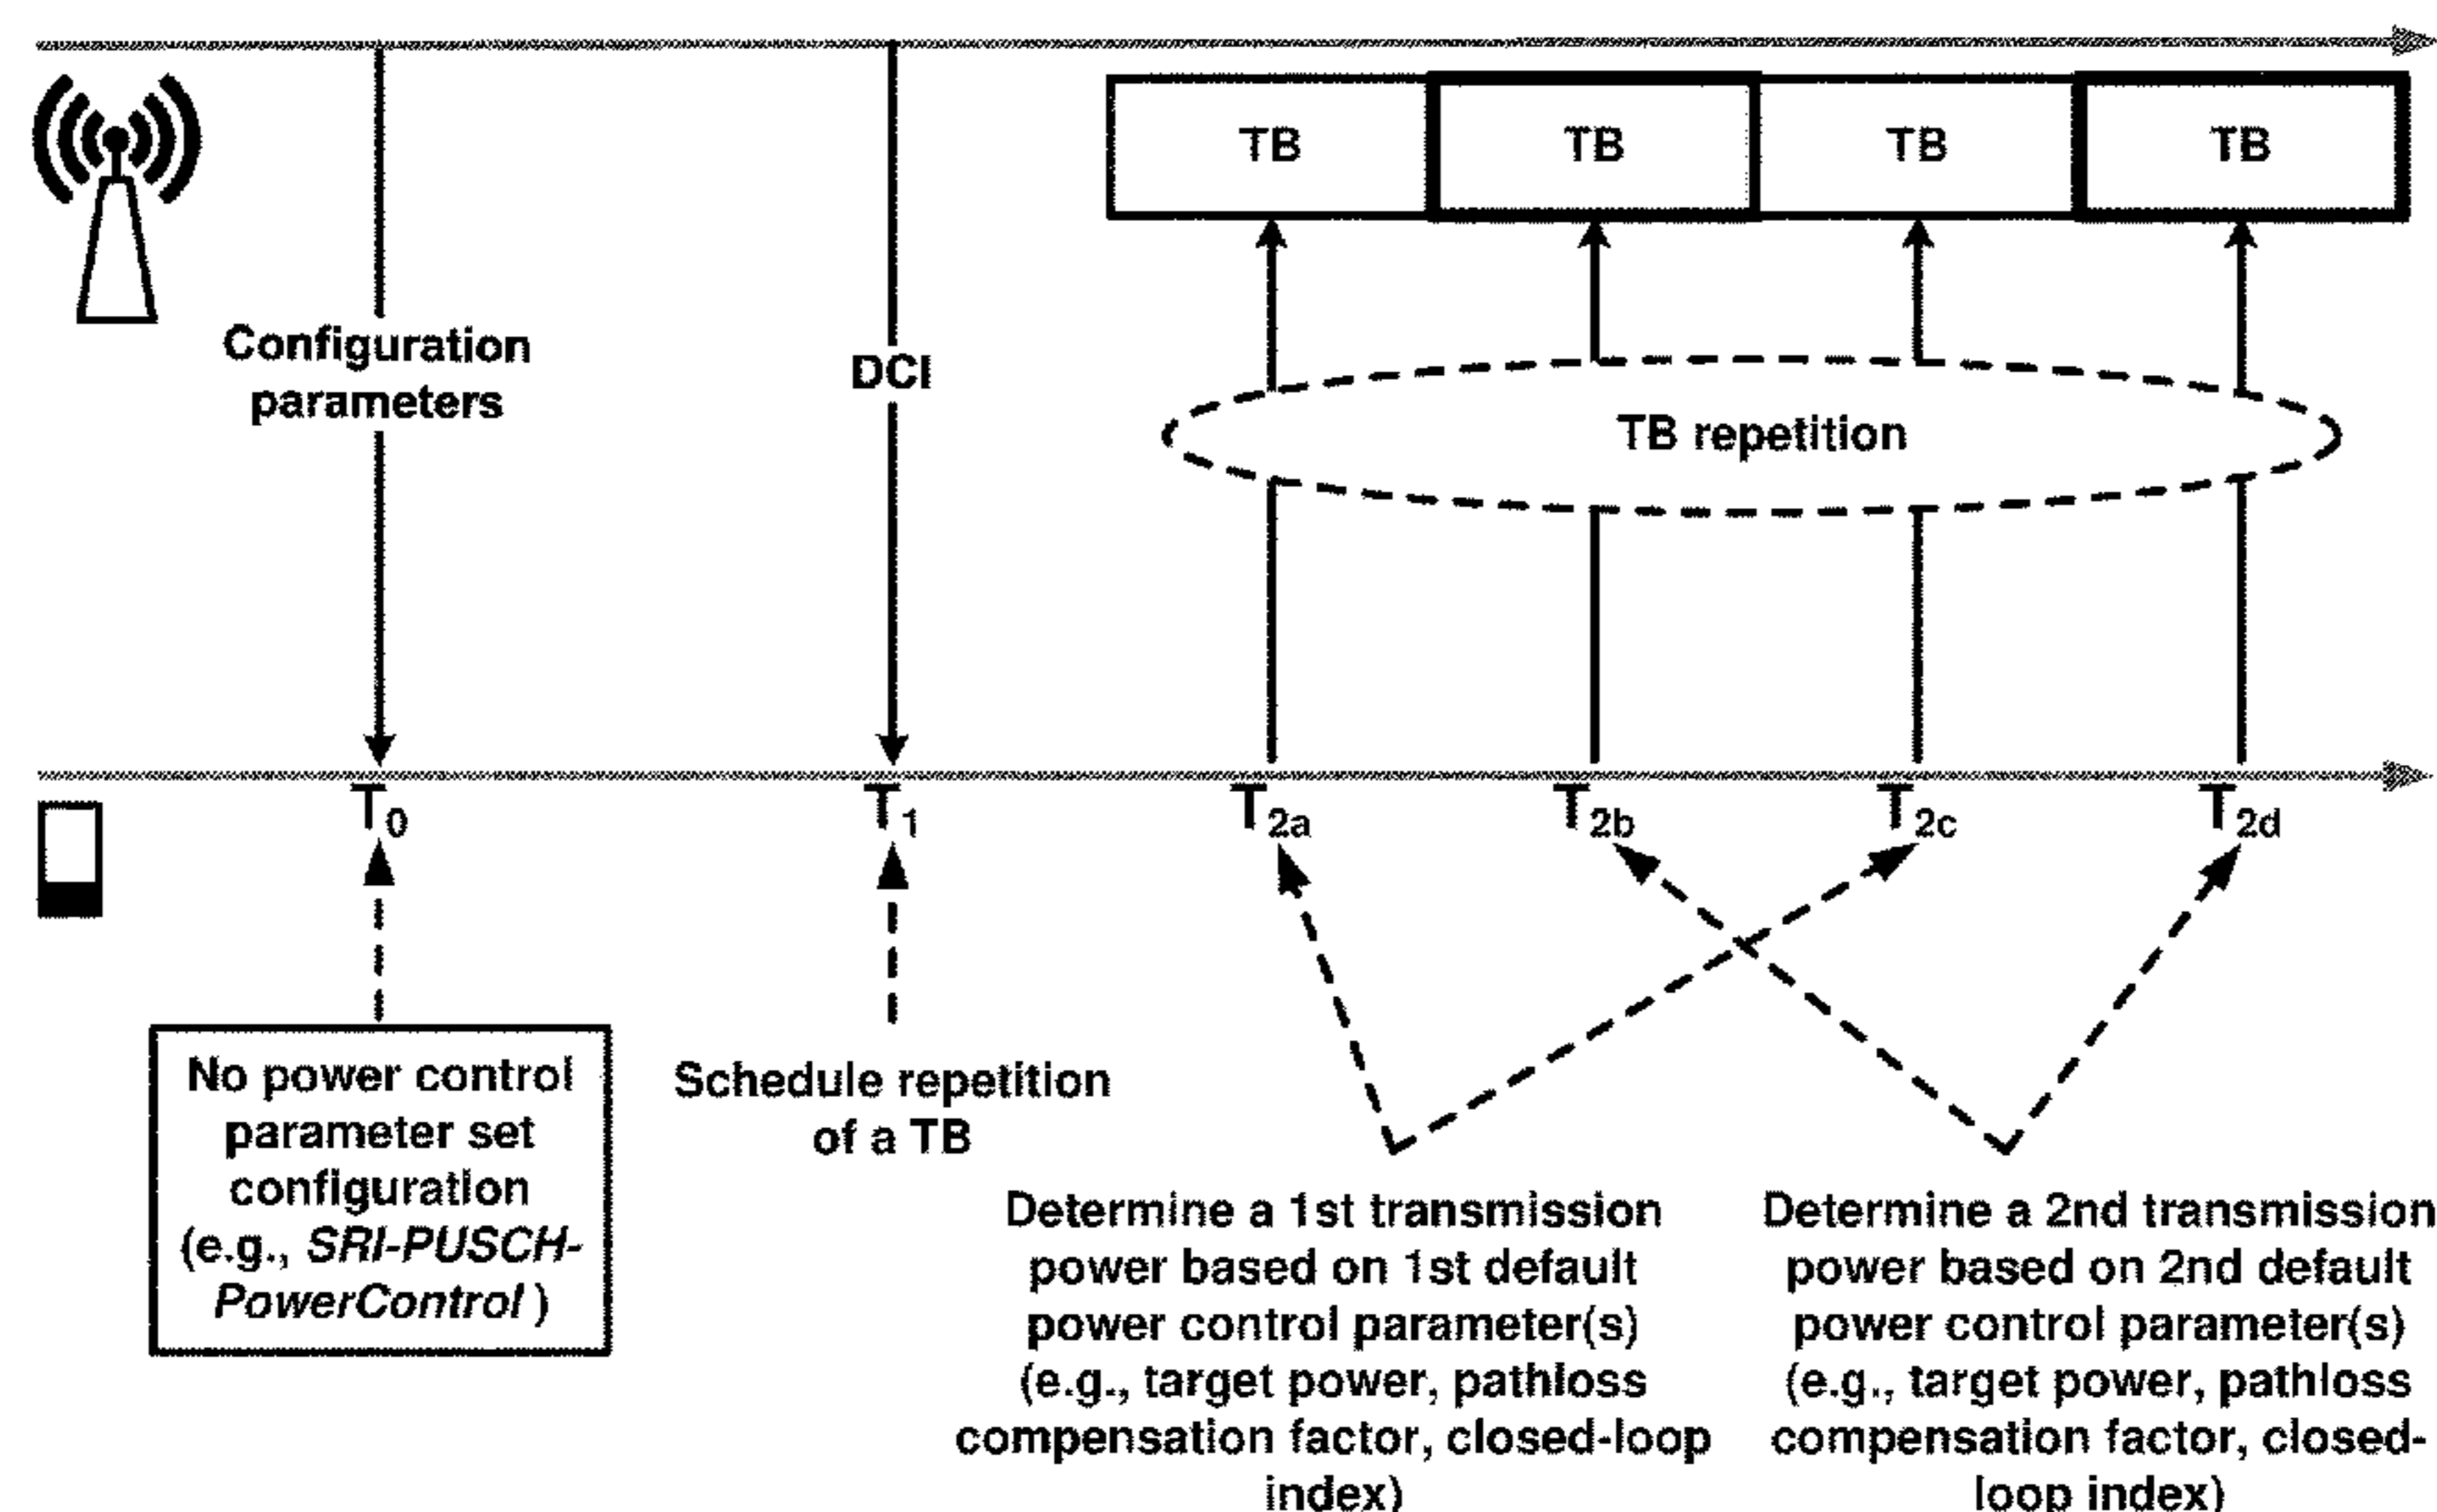 TB TB TB TB
Configuration
parameters
DCI
TB repetition
T0 T1 T2a T2b T2c T2d
No power control
parameter set
configuration
(e.g., SRI-PUSCH-
PowerControl )
Schedule repetition
of a TB
Determine a 1st transmission
power based on 1st default
power control parameter(s)
(e.g., target power, pathloss
compensation factor, closed-loop
index)
Determine a 2nd transmission
power based on 2nd default
power control parameter(s)
(e.g., target power, pathloss
compensation factor, closed-
loop index)